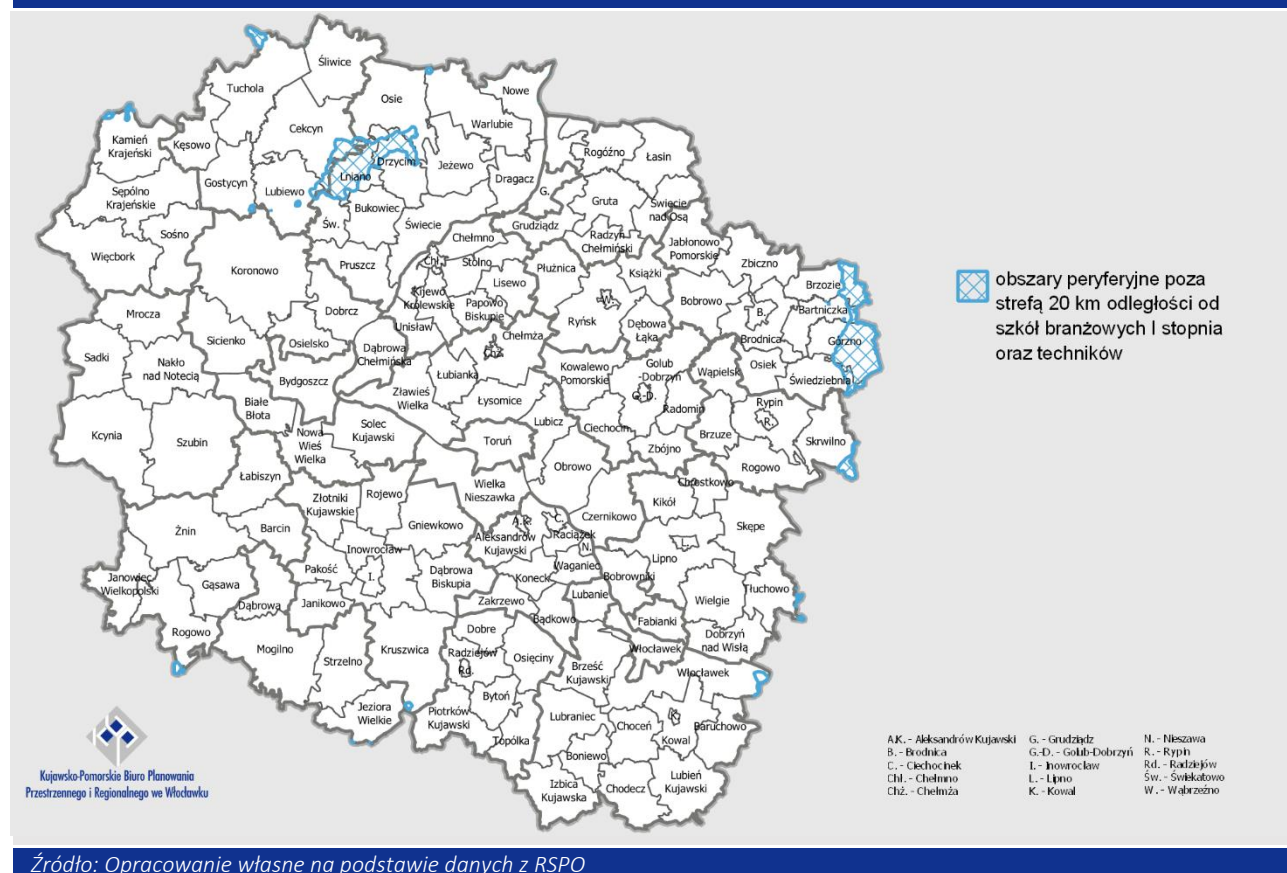 Śliwice
Tuchola
Osie
Nowe
Cekcyn
Warlubie
Kamień
Krajeński
Kęsowo
Rogóźno
Łasin
Drzycim
Jeżewo
Lniano
Dragacz
Gostycyn
Lubiewo
Sępólno
Krajeńskie
G.
Gruta
Świecie
nad Osą
Bukowiec
Św.
Świecie
Sośno
Grudziądz
Radzyń
Chełmiński
Chełmno
Jabłonowo
Pomorskie
Więcbork
Koronowo
Pruszcz
Chł.
Stolno
Płużnica
Książki
Zbiczno
Lisewo
Brzozie
Kijewo
Królewskie
Papowo
Biskupie
W.
Bobrowo
B.
Bartniczka
Mrocza
Dobrcz
Unisław
Ryńsk
Dębowa
Łąka
Brodnica
Górzno
Sicienko
Osielsko
Chełmża
Chż.
Sadki
Nakło
nad Notecią
Dąbrowa
Chełmińska
Łubianka
Kowalewo
Pomorskie
Golub
-Dobrzyń
Wąpielsk
Osiek
Świedziebnia
Bydgoszcz
Zławieś
Wielka
Łysomice
G.-D.
Radomin
Rypin
R.
Białe
Błota
Kcynia
Szubin
Nowa
Wieś
Wielka
Solec
Kujawski
Toruń
Lubicz
Ciechocin
Zbójno
Brzuze
Skrwilno
Rogowo
Obrowo
Łabiszyn
Wielka
Nieszawka
Chrostkowo
Złotniki
Kujawskie
Rojewo
Kikół
Czernikowo
Skępe
Żnin
Barcin
Gniewkowo
A.K.
C.
Aleksandrów
Kujawski
Raciążek
N.
L.
Inowrocław
Lipno
Pakość
I.
Dąbrowa
Biskupia
Waganiec
Koneck
Bobrowniki
Janowiec
Wielkopolski
Gąsawa
Dąbrowa
Janikowo
Zakrzewo
Lubanie
Wielgie
Tłuchowo
Bądkowo
Fabianki
Rogowo
Dobre
Dobrzyń
nad Wisłą
Mogilno
Strzelno
Kruszwica
Radziejów
Rd.
Osięciny
Brześć
Kujawski
Włocławek
Włocławek
Bytoń
Jeziora
Wielkie
Piotrków
Kujawski
Lubraniec
Choceń
K.
Kowal
Baruchowo
Topólka
Boniewo
Izbica
Kujawska
Chodecz
Lubień
Kujawski
obszary peryferyjne poza
strefą 20 km odległości od
szkół branżowych I stopnia
oraz techników
Kujawsko-Pomorskie Biuro Planowania
Przestrzennego i Regionalnego we Włocławku
A.K. - Aleksandrów Kujawski
B. - Brodnica
C. - Ciechocinek
Chł. - Chełmno
Chż. - Chełmża
G. - Grudziądz
G.-D. - Golub-Dobrzyń
I. - Inowrocław
L. - Lipno
K. - Kowal
N. - Nieszawa
R. - Rypin
Rd. - Radziejów
Św. - Świekatowo
W. - Wąbrzeźno
Źródło: Opracowanie własne na podstawie danych z RSPO